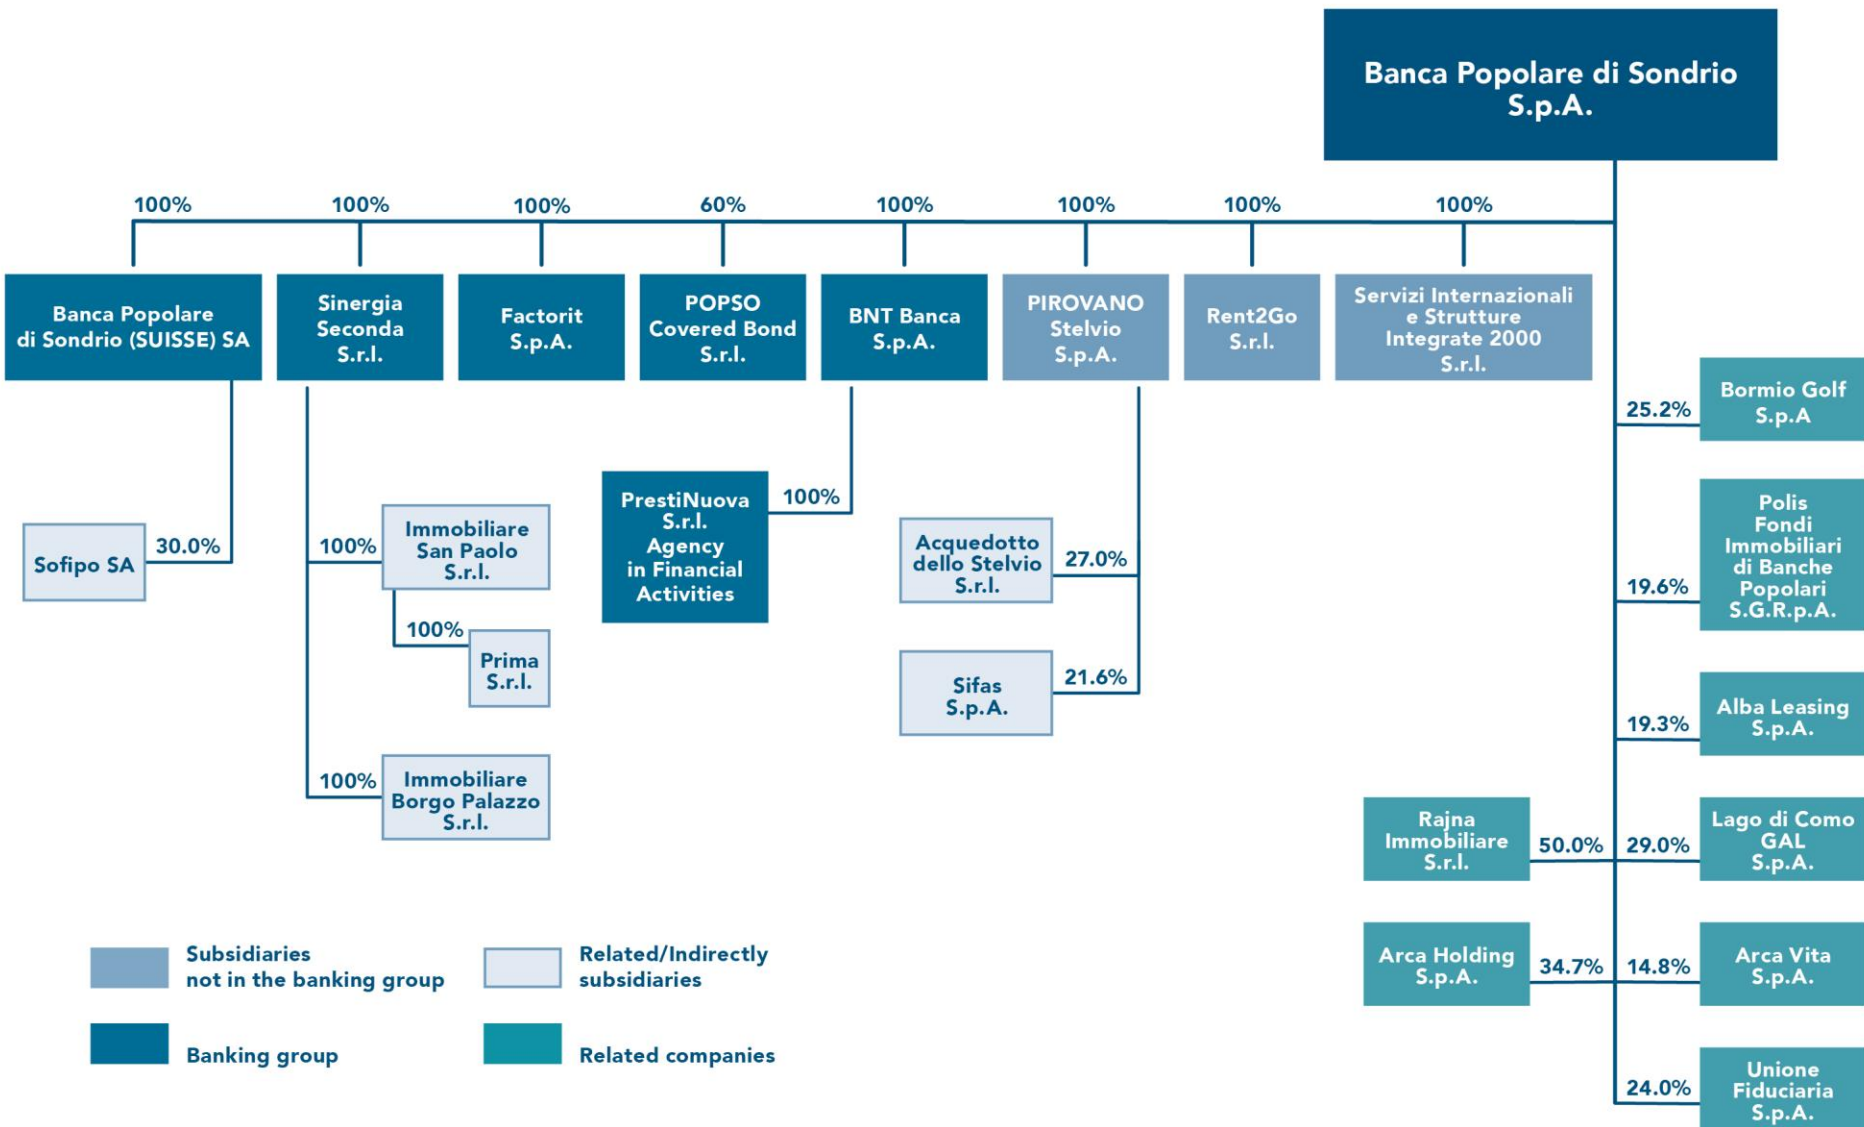 Banca Popolare di Sondrio
S.p.A.
100%
100%
100%
60%
100%
100%
100%
100%
Banca Popolare
di Sondrio (SUISSE) SA
Sinergia
Seconda
S.r.l.
Factorit
S.p.A.
POPSO
Covered Bond
S.r.l.
BNT Banca
S.p.A.
PIROVANO
Stelvio
S.p.A.
Rent2Go
S.r.l.
Servizi Internazionali
e Strutture
Integrate 2000
S.r.l.
Sofipo SA
30.0%
100%
Immobiliare
San Paolo
S.r.l.
100%
Prima
S.r.l.
100%
Immobiliare
Borgo Palazzo
S.r.l.
PrestiNuova
S.r.l.
Agency
in Financial
Activities
100%
Acquedotto
dello Stelvio
S.r.l.
27.0%
Sifas
S.p.A.
21.6%
25.2%
Bormio Golf
S.p.A
19.6%
Polis
Fondi
Immobiliari
di Banche
Popolari
S.G.R.p.A.
19.3%
Alba Leasing
S.p.A.
Rajna
Immobiliare
S.r.l.
50.0%
29.0%
Lago di Como
GAL
S.p.A.
Arca Holding
S.p.A.
34.7%
14.8%
Arca Vita
S.p.A.
24.0%
Unione
Fiduciaria
S.p.A.
Subsidiaries
not in the banking group
Related/Indirectly
subsidiaries
Banking group
Related companies